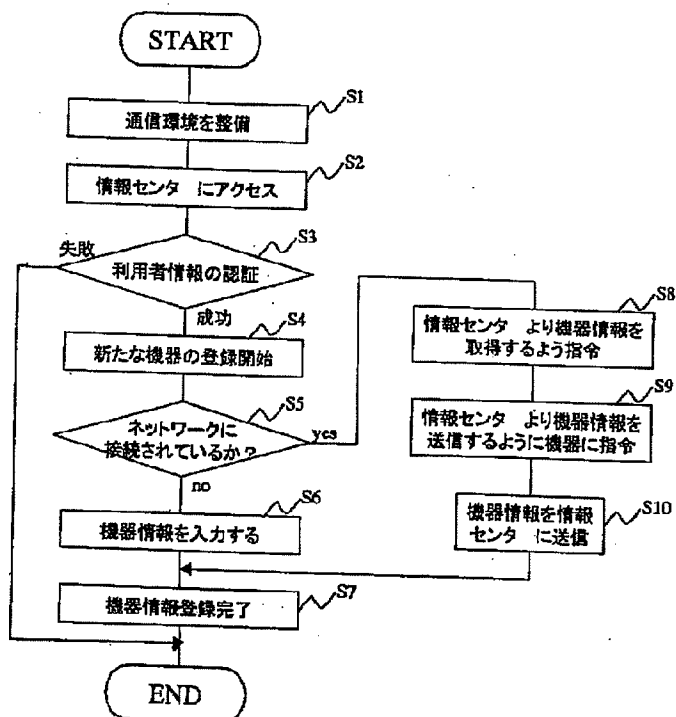 START
S1
通信環境を整備
S2
情報センタ にアクセス
S3
失敗
利用者情報の認証
成功
S4
新たな機器の登録開始
S5
ネットワークに
接続されているか?
yes
no
S6
機器情報を入力する
S7
機器情報登録完了
END
S8
情報センタ より機器情報を
取得するよう指令
S9
情報センタ より機器情報を
送信するように機器に指令
S10
機器情報を情報
センタ に送信